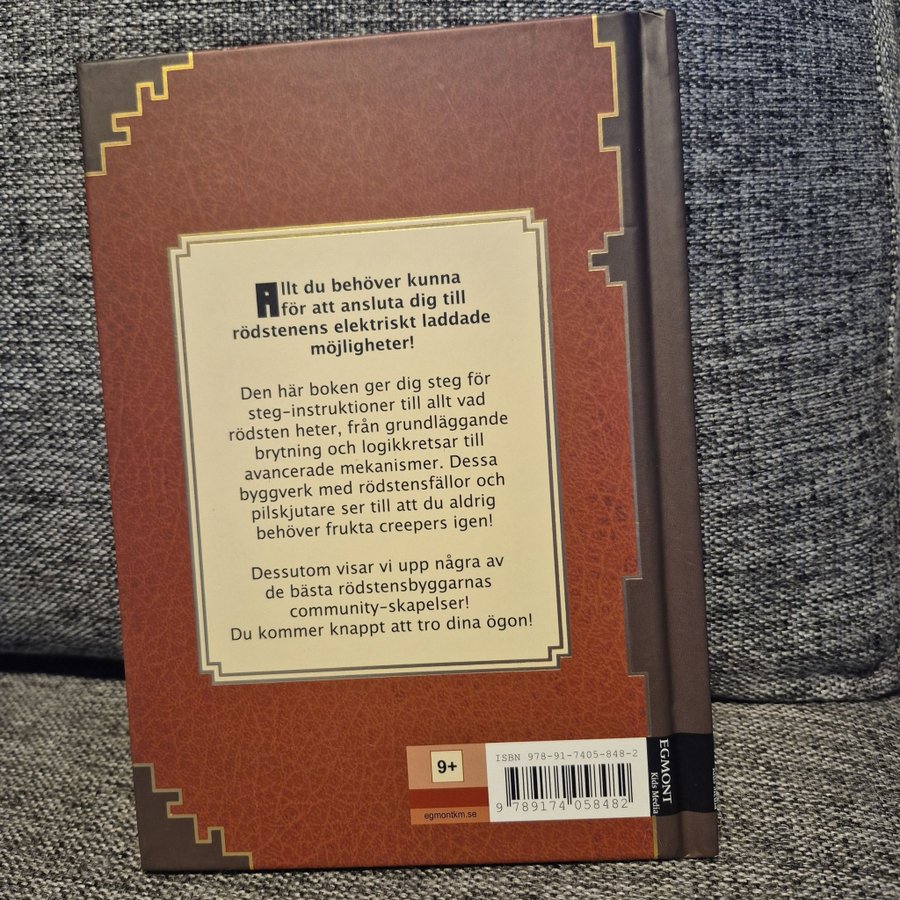 Allt du behöver kunna
för att ansluta dig till
rödstenens elektriskt laddade
möjligheter!
Den här boken ger dig steg för
steg-instruktioner till allt vad
rödsten heter, från grundläggande
brytning och logikkretsar till
avancerade mekanismer. Dessa
byggverk med rödstensfällor och
pilskjutare ser till att du aldrig
behöver frukta creepers igen!
Dessutom visar vi upp några av
de bästa rödstensbyggarnas
community-skapelser!
Du kommer knappt att tro dina ögon!
9+
egmontkm.se
ISBN 978-91-7405-848-2
9 789174 058482
EGMONT
Kids Media